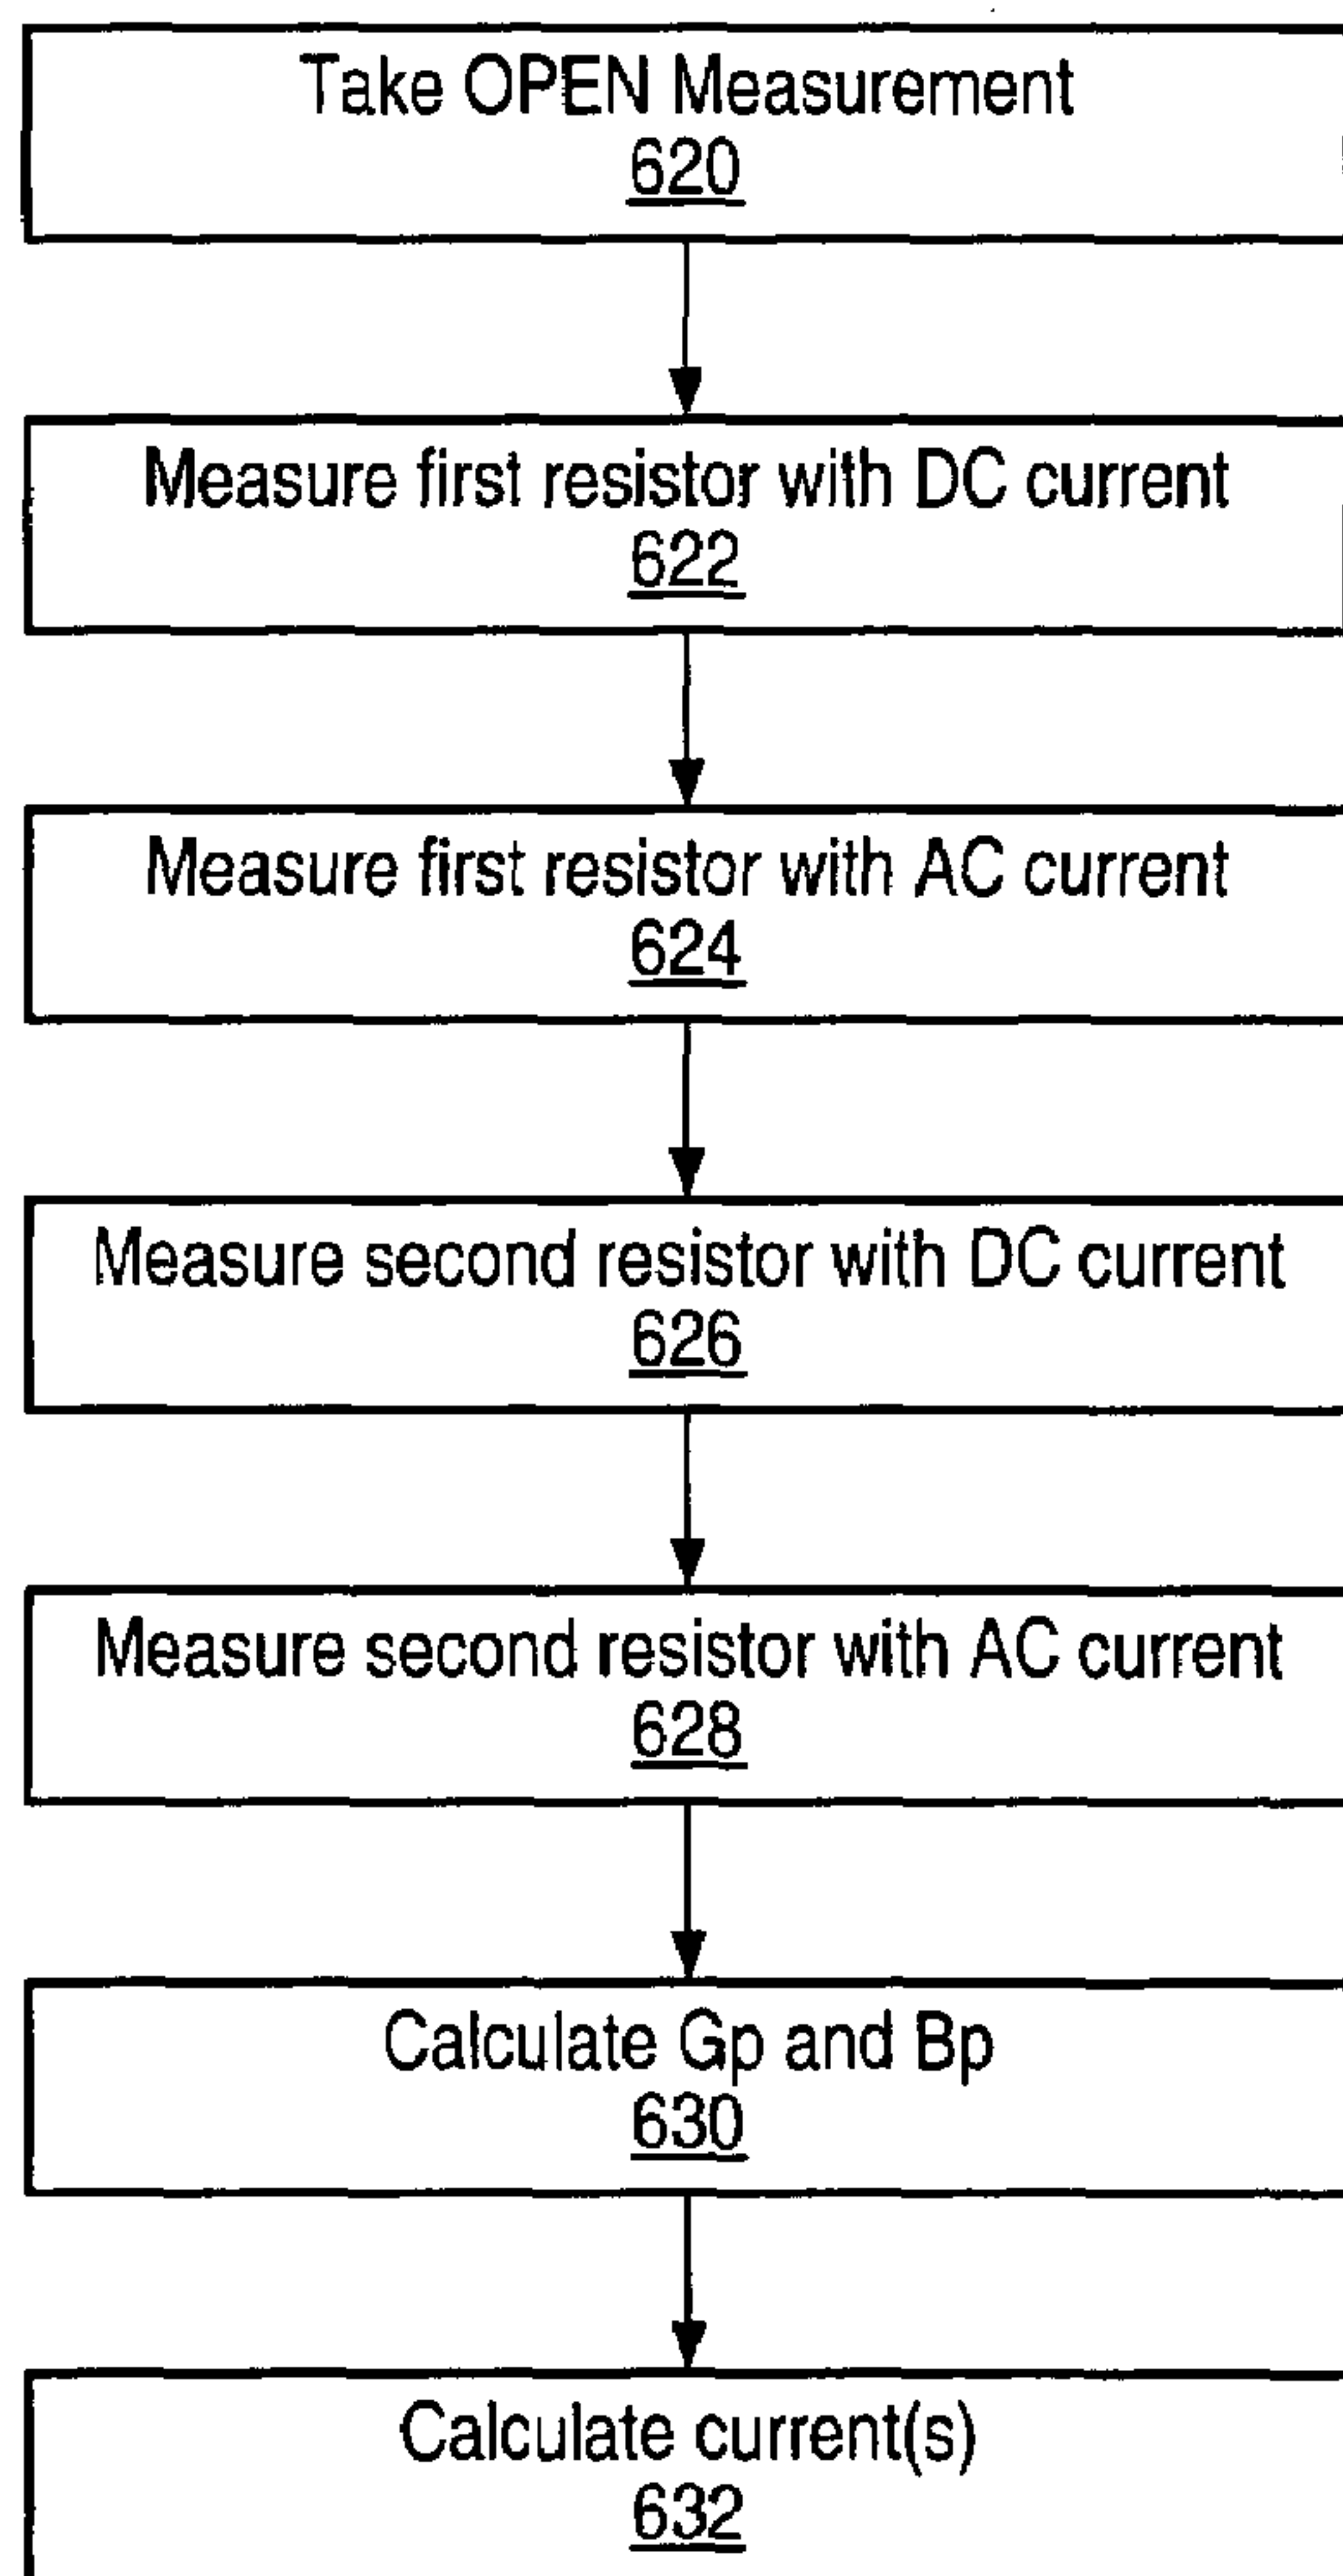 Take OPEN Measurement
620
Measure first resistor with DC current
622
Measure first resistor with AC current
624
Measure second resistor with DC current
626
Measure second resistor with AC current
628
Calculate Gp and Bp
630
Calculate current(s)
632